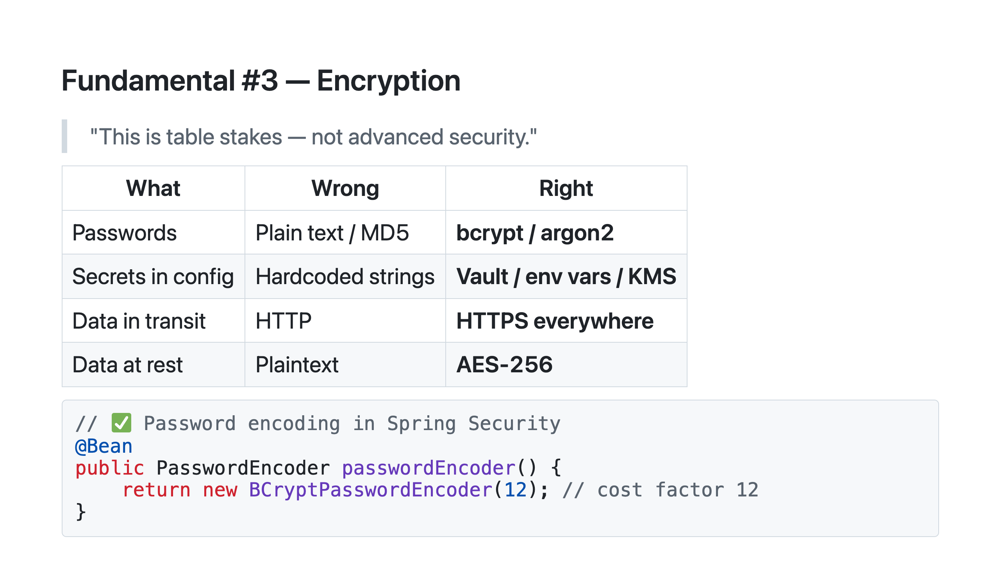 Fundamental #3 — Encryption
"This is table stakes — not advanced security."
What Wrong Right
Passwords Plain text / MD5 bcrypt / argon2
Secrets in config Hardcoded strings Vault / env vars / KMS
Data in transit HTTP HTTPS everywhere
Data at rest Plaintext AES-256
// ✅ Password encoding in Spring Security
@Bean
public PasswordEncoder passwordEncoder() {
    return new BCryptPasswordEncoder(12); // cost factor 12
}